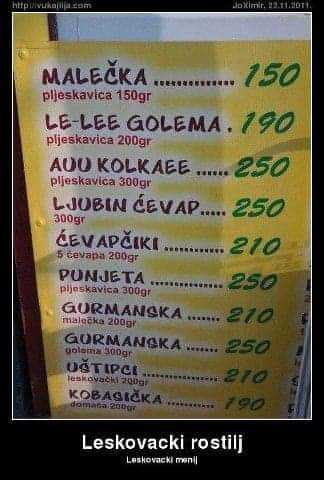 http://vukajlija.com
JoXimir, 22.11.2011.
MALEČKA ............ 150
pljeskavica 150gr
LE-LEE GOLEMA . 190
pljeskavica 200gr
AUU KOLKAEE ...... 250
pljeskavica 300gr
LJUBIN ĆEVAP..... 250
300gr
ĆEVAPČIKI ............. 210
5 ćevapa 200gr
PUNJETA ............... 250
pljeskavica 300gr
GURMANSKA ....... 210
malečka 200gr
GURMANSKA ....... 250
golema 300gr
UŠTIPCI ................ 210
leskovački 200gr
KOBASIČKA ......... 190
domaća 200gr
Leskovacki rostilj
Leskovacki menij